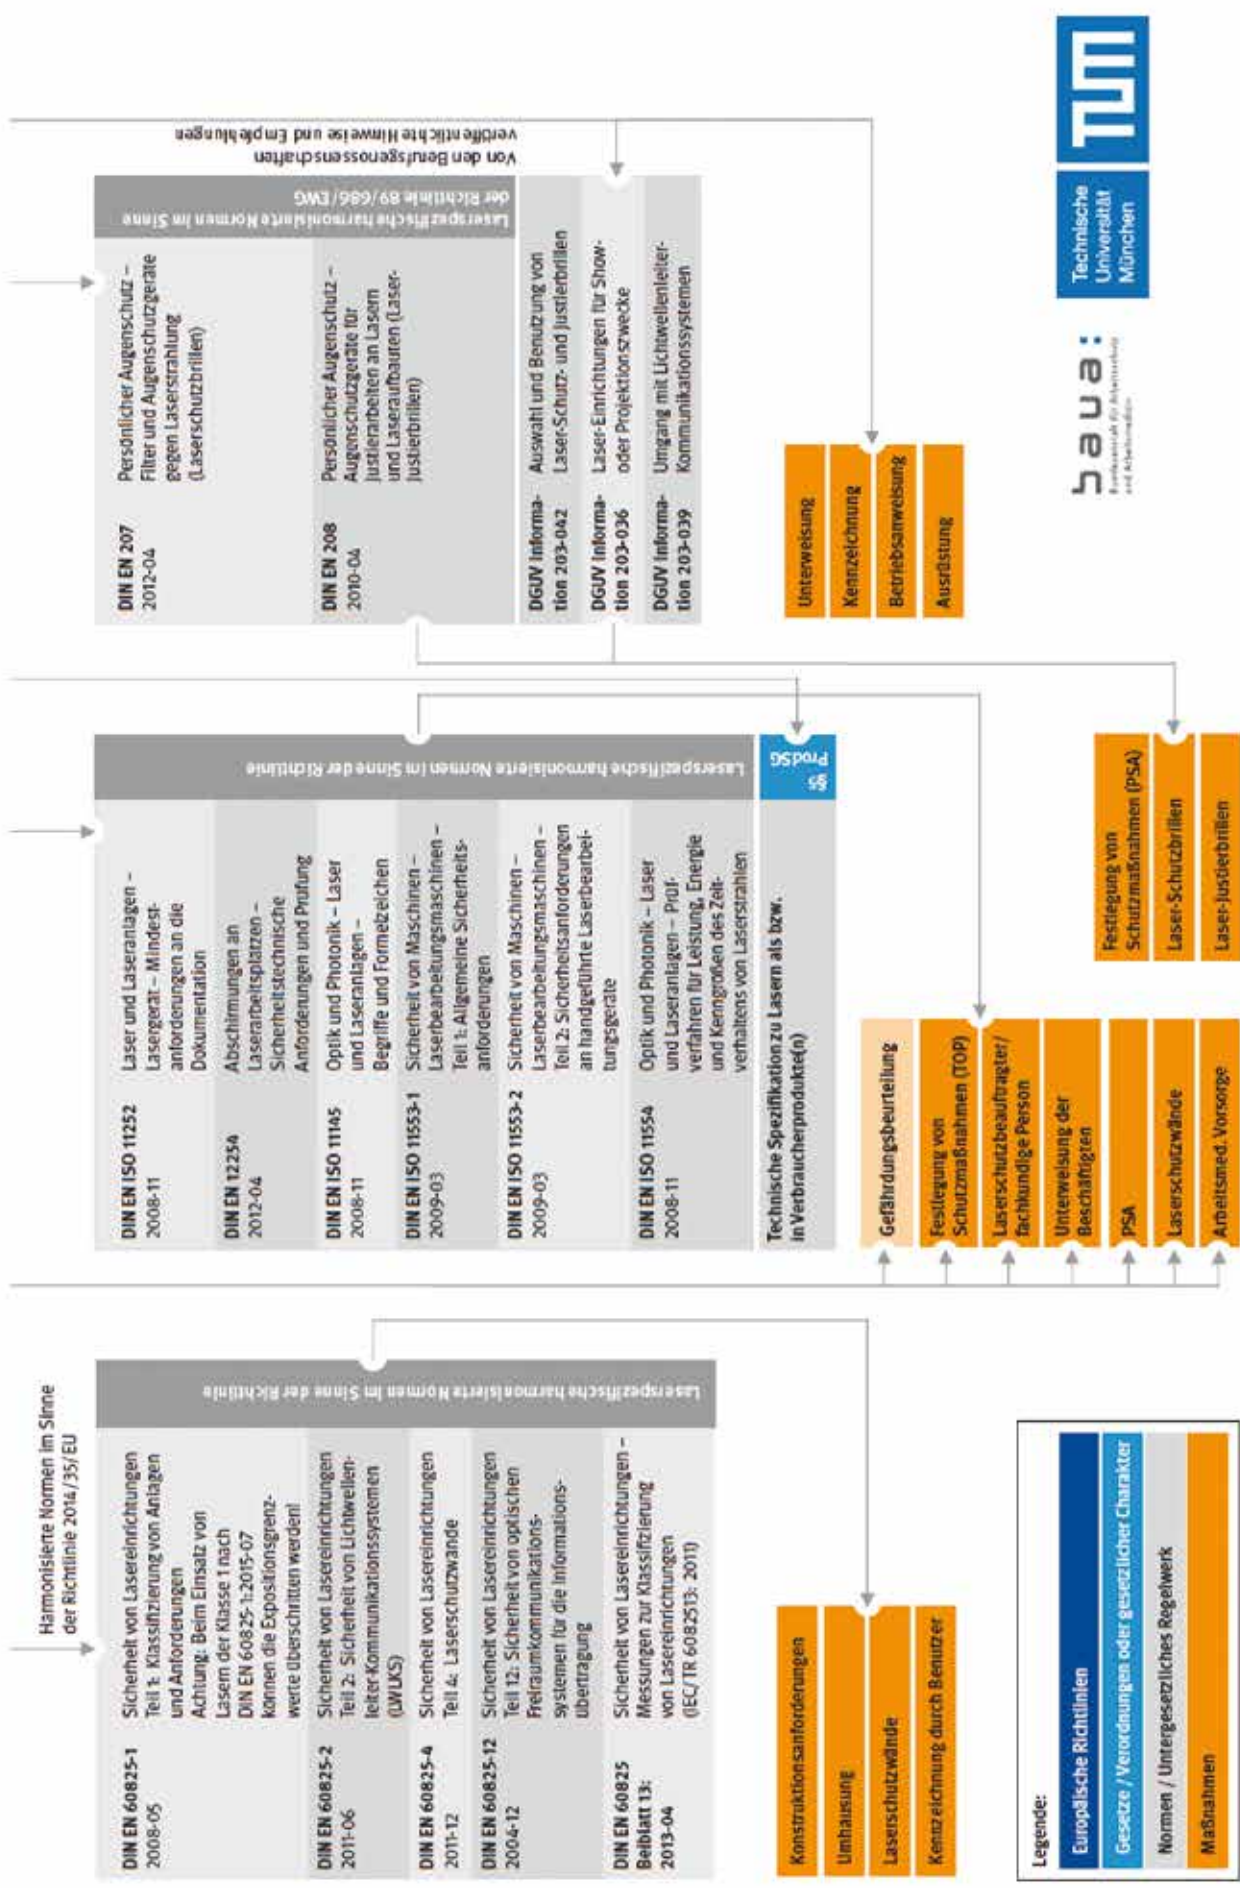 Harmonisierte Normen im Sinne
der Richtlinie 2014/35/EU
DIN EN 60825-1
2008-05
Sicherheit von Lasereinrichtungen
Teil 1: Klassifizierung von Anlagen
und Anforderungen
Achtung: Beim Einsatz von
Lasern der Klasse 1 nach
DIN EN 60825-1:2015-07
können die Expositionsgrenz-
werte überschritten werden!
DIN EN 60825-2
2011-06
Sicherheit von Lasereinrichtungen
Teil 2: Sicherheit von Lichtwellen-
leiter-Kommunikationssystemen
(LWLKS)
DIN EN 60825-4
2011-12
Sicherheit von Lasereinrichtungen
Teil 4: Laserschutzwände
DIN EN 60825-12
2004-12
Sicherheit von Lasereinrichtungen
Teil 12: Sicherheit von optischen
Freiraumkommunikations-
systemen für die Informations-
übertragung
DIN EN 60825
Beiblatt 13:
2013-04
Sicherheit von Lasereinrichtungen –
Messungen zur Klassifizierung
von Lasereinrichtungen
(IEC/TR 6082513: 2011)
Laserspezifische harmonisierte Normen im Sinne der Richtlinie
Konstruktionsanforderungen
Umhausung
Laserschutzwände
Kennzeichnung durch Benutzer
Legende:
Europäische Richtlinien
Gesetze / Verordnungen oder gesetzlicher Charakter
Normen / Untergesetzliches Regelwerk
Maßnahmen
DIN EN ISO 11252
2008-11
Laser und Laseranlagen –
Lasergerät – Mindest-
anforderungen an die
Dokumentation
DIN EN 12254
2012-04
Abschirmungen an
Laserarbeitsplätzen –
Sicherheitstechnische
Anforderungen und Prüfung
DIN EN ISO 11145
2008-11
Optik und Photonik – Laser
und Laseranlagen –
Begriffe und Formelzeichen
DIN EN ISO 11553-1
2009-03
Sicherheit von Maschinen –
Laserbearbeitungsmaschinen –
Teil 1: Allgemeine Sicherheits-
anforderungen
DIN EN ISO 11553-2
2009-03
Sicherheit von Maschinen –
Laserbearbeitungsmaschinen –
Teil 2: Sicherheitsanforderungen
an handgeführte Laserbearbei-
tungsgeräte
DIN EN ISO 11554
2008-11
Optik und Photonik – Laser
und Laseranlagen – Prüf-
verfahren für Leistung, Energie
und Kenngrößen des Zeit-
verhaltens von Laserstrahlen
Laserspezifische harmonisierte Normen im Sinne der Richtlinie
Technische Spezifikation zu Lasern als bzw.
in Verbraucherprodukte(n)
§5
ProdSG
Gefährdungsbeurteilung
Festlegung von
Schutzmaßnahmen (TOP)
Laserschutzbeauftragter/
fachkundige Person
Unterweisung der
Beschäftigten
PSA
Laserschutzwände
Arbeitsmed. Vorsorge
Festlegung von
Schutzmaßnahmen (PSA)
Laser-Schutzbrillen
Laser-Justierbrillen
DIN EN 207
2012-04
Persönlicher Augenschutz –
Filter und Augenschutzgeräte
gegen Laserstrahlung
(Laserschutzbrillen)
DIN EN 208
2010-04
Persönlicher Augenschutz –
Augenschutzgeräte für
Justierarbeiten an Lasern
und Laseraufbauten (Laser-
Justierbrillen)
Laserspezifische harmonisierte Normen im Sinne
der Richtlinie 89/686/EWG
DGUV Informa-
tion 203-042
Auswahl und Benutzung von
Laser-Schutz- und Justierbrillen
DGUV Informa-
tion 203-036
Laser-Einrichtungen für Show-
oder Projektionszwecke
DGUV Informa-
tion 203-039
Umgang mit Lichtwellenleiter-
Kommunikationssystemen
Von den Berufsgenossenschaften
veröffentlichte Hinweise und Empfehlungen
Unterweisung
Kennzeichnung
Betriebsanweisung
Ausrüstung
baua:
Bundesanstalt für Arbeitsschutz
und Arbeitsmedizin
Technische
Universität
München
TUM